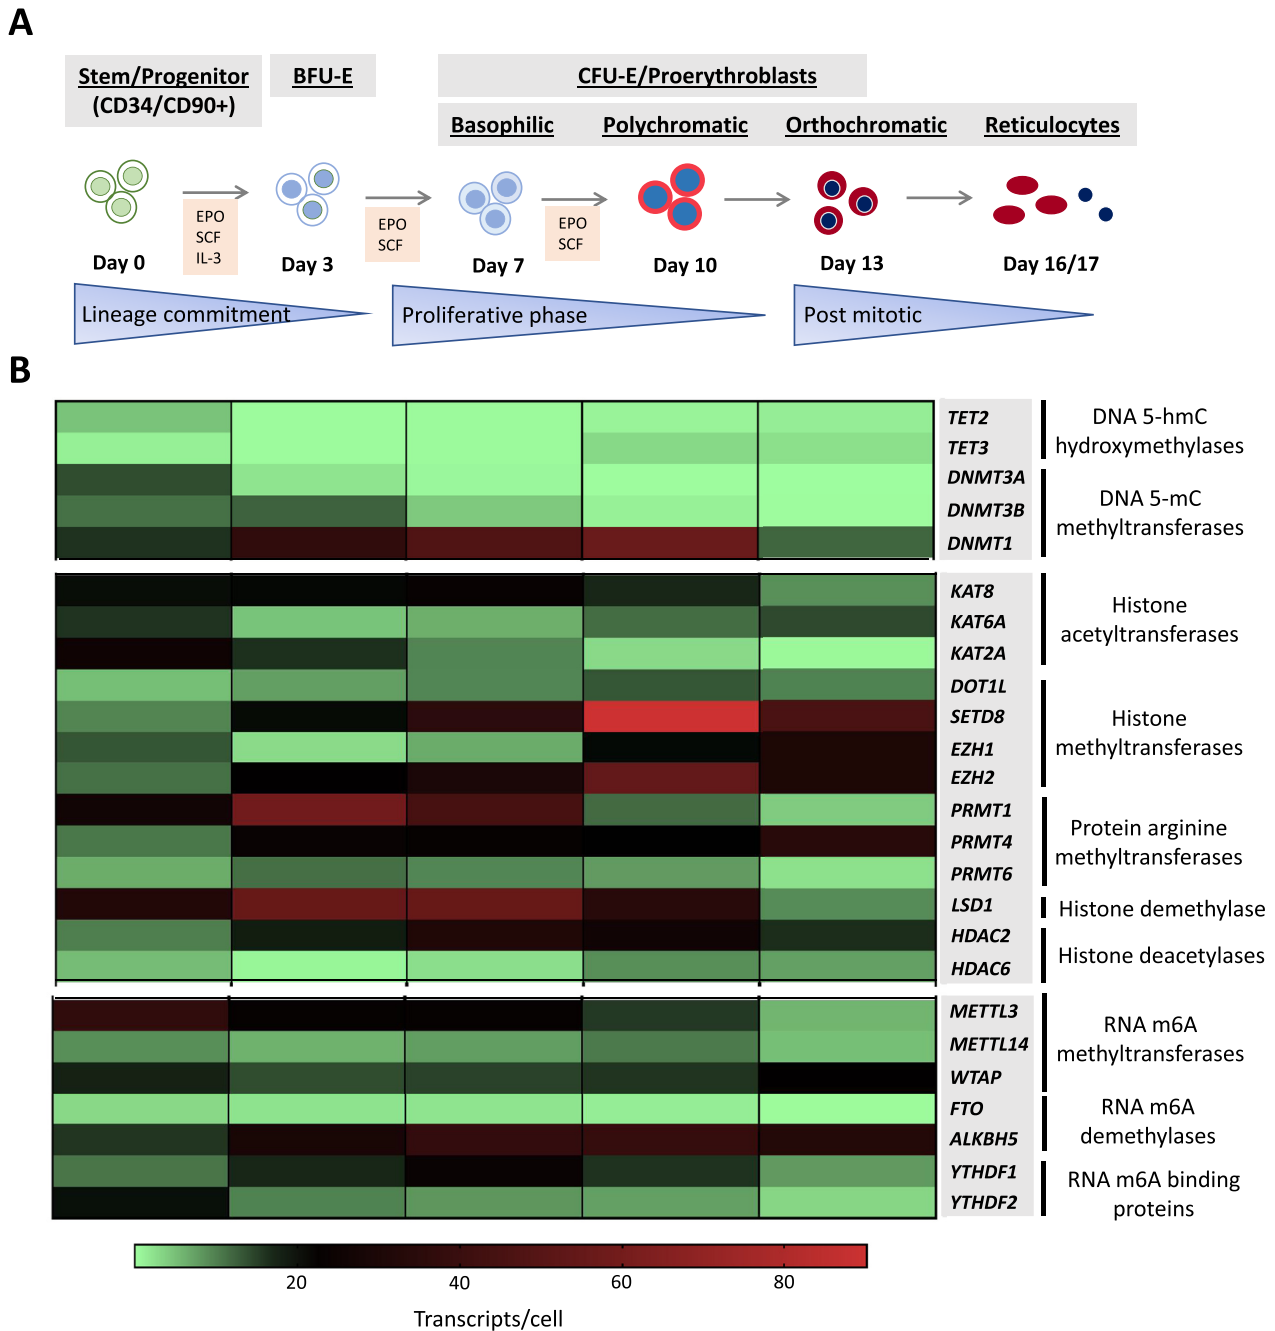 A
Stem/Progenitor
(CD34/CD90+)
BFU-E
CFU-E/Proerythroblasts
Basophilic
Polychromatic
Orthochromatic
Reticulocytes
EPO
SCF
IL-3
EPO
SCF
EPO
SCF
Day 0
Day 3
Day 7
Day 10
Day 13
Day 16/17
Lineage commitment
Proliferative phase
Post mitotic
B
TET2
TET3
DNMT3A
DNMT3B
DNMT1
DNA 5-hmC
hydroxymethylases
DNA 5-mC
methyltransferases
KAT8
KAT6A
KAT2A
DOT1L
SETD8
EZH1
EZH2
PRMT1
PRMT4
PRMT6
LSD1
HDAC2
HDAC6
Histone
acetyltransferases
Histone
methyltransferases
Protein arginine
methyltransferases
Histone demethylase
Histone deacetylases
METTL3
METTL14
WTAP
FTO
ALKBH5
YTHDF1
YTHDF2
RNA m6A
methyltransferases
RNA m6A
demethylases
RNA m6A binding
proteins
20
40
60
80
Transcripts/cell